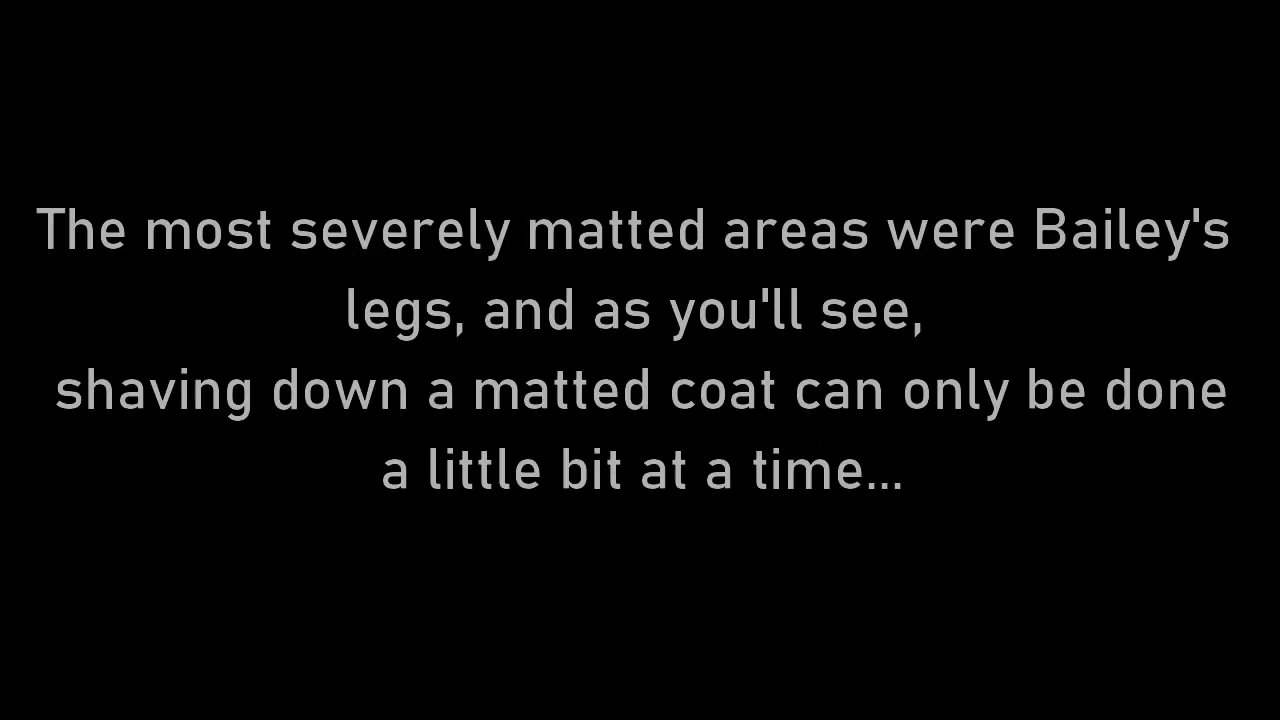 The most severely matted areas were Bailey's
legs, and as you'll see,
shaving down a matted coat can only be done
a little bit at a time...